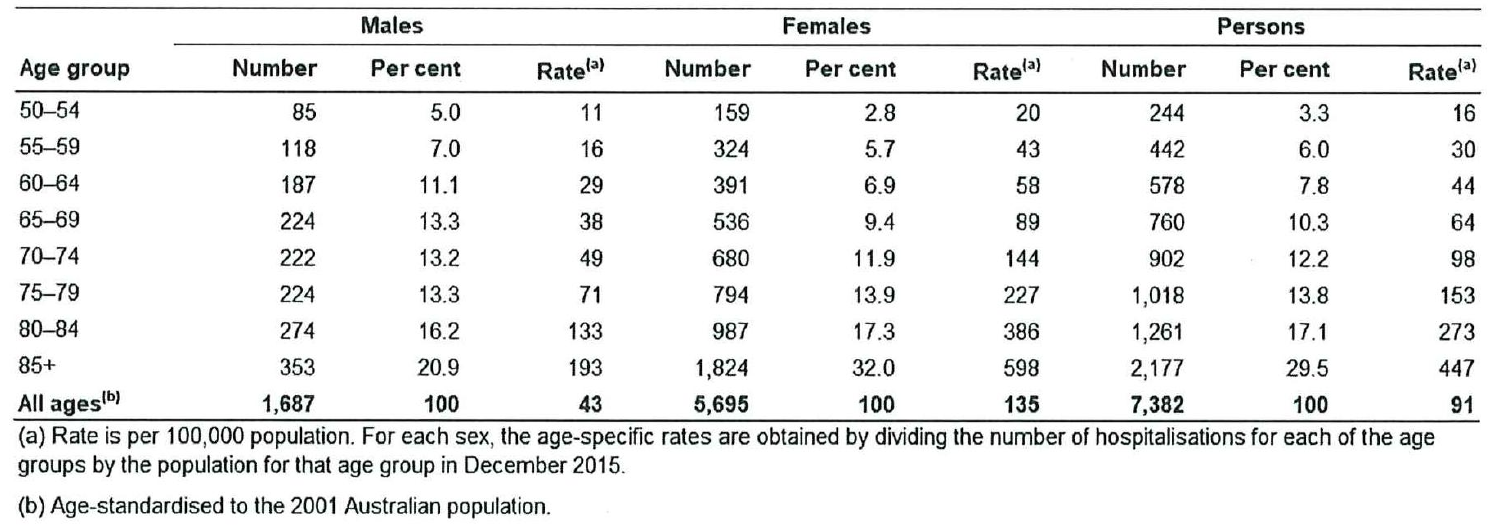 Males Females Persons
Age group Number Per cent Rate(a) Number Per cent Rate(a) Number Per cent Rate(a)
50–54 85 5.0 11 159 2.8 20 244 3.3 16
55–59 118 7.0 16 324 5.7 43 442 6.0 30
60–64 187 11.1 29 391 6.9 58 578 7.8 44
65–69 224 13.3 38 536 9.4 89 760 10.3 64
70–74 222 13.2 49 680 11.9 144 902 12.2 98
75–79 224 13.3 71 794 13.9 227 1,018 13.8 153
80–84 274 16.2 133 987 17.3 386 1,261 17.1 273
85+ 353 20.9 193 1,824 32.0 598 2,177 29.5 447
All ages(b) 1,687 100 43 5,695 100 135 7,382 100 91
(a) Rate is per 100,000 population. For each sex, the age-specific rates are obtained by dividing the number of hospitalisations for each of the age
groups by the population for that age group in December 2015.
(b) Age-standardised to the 2001 Australian population.